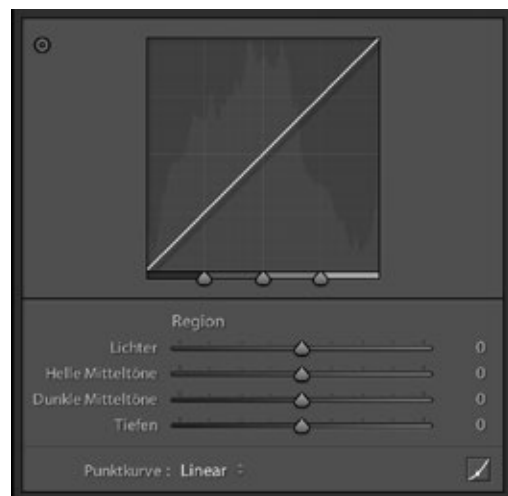 Region
Lichter 0
Helle Mitteltöne 0
Dunkle Mitteltöne 0
Tiefen 0
Punktkurve : Linear